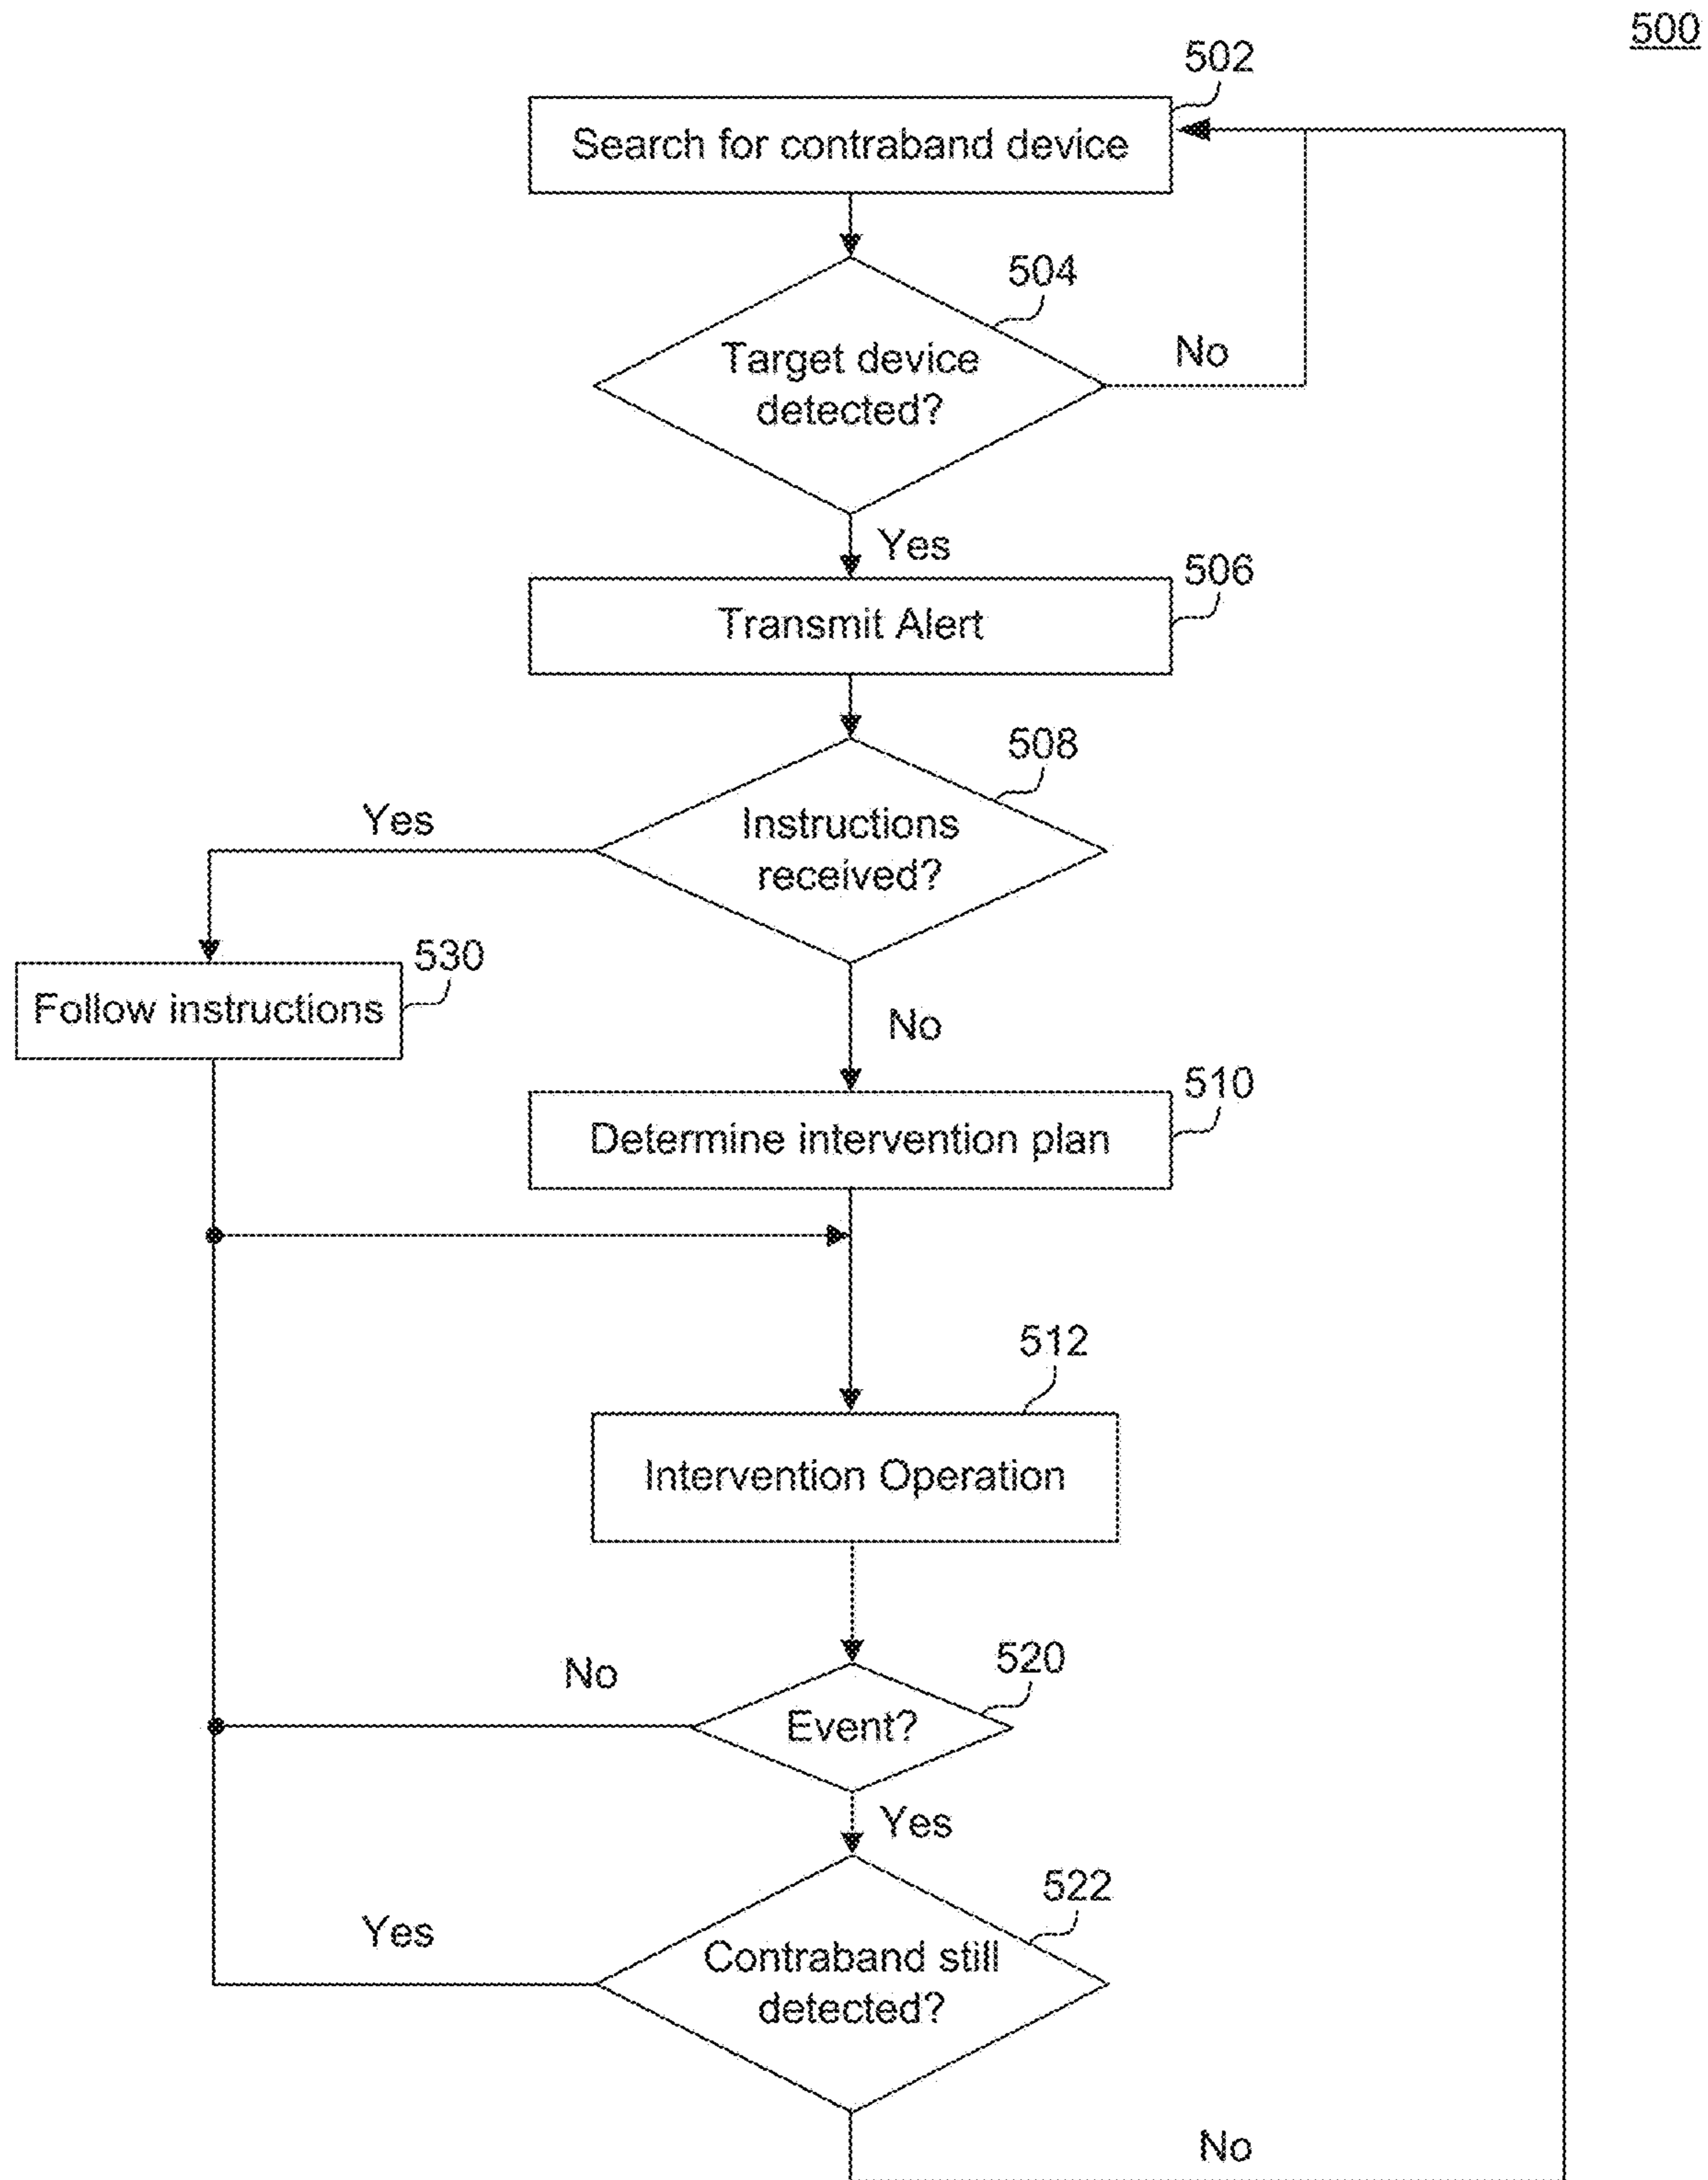 500
502
Search for contraband device
504
Target device
detected?
No
Yes
506
Transmit Alert
508
Instructions
received?
Yes
530
Follow instructions
No
510
Determine intervention plan
512
Intervention Operation
520
No
Event?
Yes
522
Yes
Contraband still
detected?
No